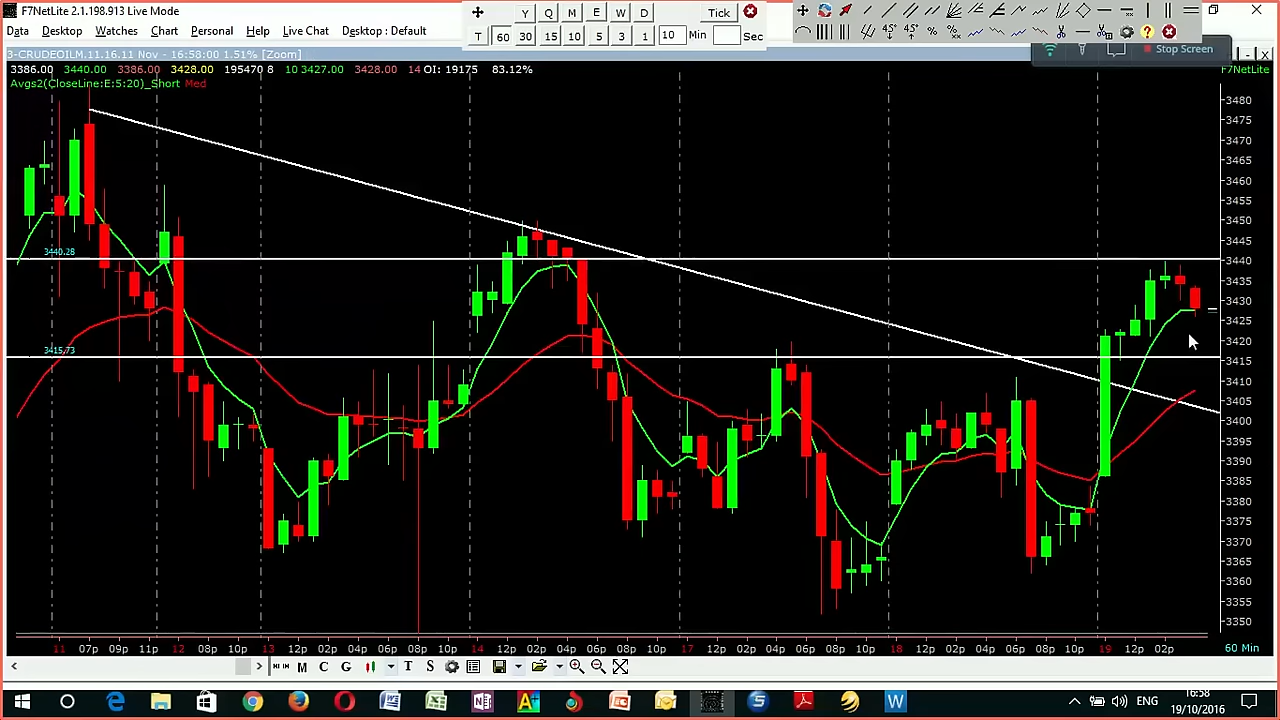 F7NetLite 2.1.198.913 Live Mode
Data Desktop Watches Chart Personal Help Live Chat Desktop : Default
Y Q M E W D Tick
T 60 30 15 10 5 3 1 10 Min Sec
Stop Screen
3-CRUDEOILM.11.16.11 Nov - 16:58:00 1.51% [Zoom]
3386.00 3440.00 3386.00 3428.00 195470 8 10 3427.00 3428.00 14 OI: 19175 83.12%
F7NetLite
Avgs2(CloseLine:E:5:20)_Short Med
3480
3475
3470
3465
3460
3455
3450
3445
3440
3435
3430
3425
3420
3415
3410
3405
3400
3395
3390
3385
3380
3375
3370
3365
3360
3355
3350
3440.28
3415.73
11 07p 09p 11p 12 08p 10p 13 02p 04p 06p 08p 10p 14 02p 04p 06p 08p 10p 17 02p 04p 06p 08p 10p 18 02p 04p 06p 08p 10p 19 12p 02p
60 Min
M C G T S
ENG
16:58
19/10/2016